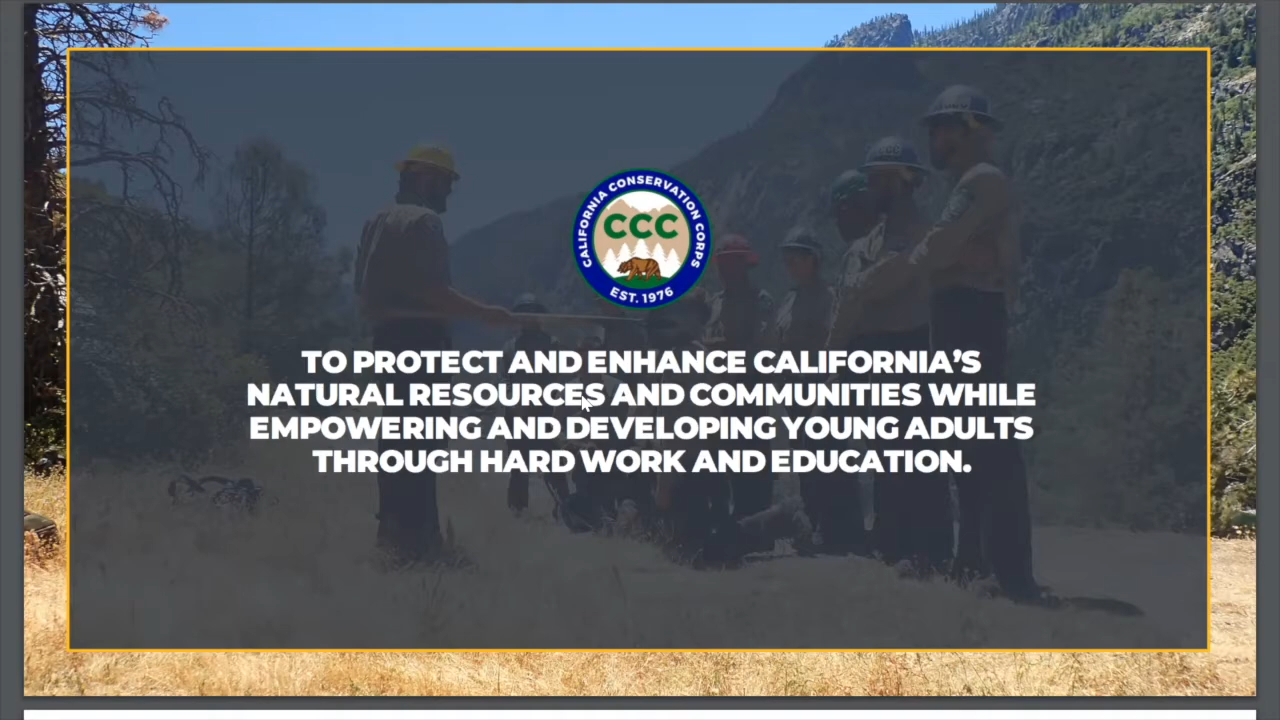 CALIFORNIA CONSERVATION CORPS
CCC
EST. 1976
TO PROTECT AND ENHANCE CALIFORNIA'S
NATURAL RESOURCES AND COMMUNITIES WHILE
EMPOWERING AND DEVELOPING YOUNG ADULTS
THROUGH HARD WORK AND EDUCATION.